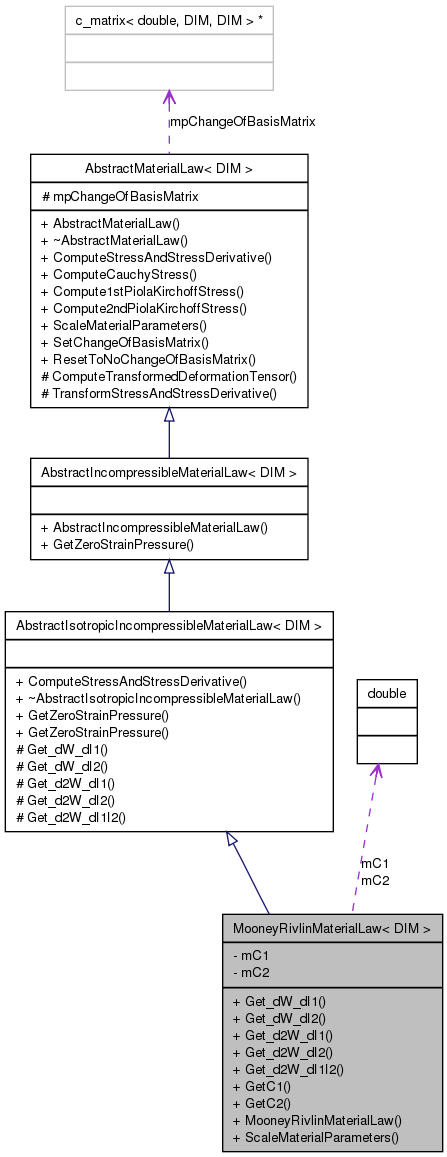 c_matrix< double, DIM, DIM > *
mpChangeOfBasisMatrix
AbstractMaterialLaw< DIM >
# mpChangeOfBasisMatrix
+ AbstractMaterialLaw()
+ ~AbstractMaterialLaw()
+ ComputeStressAndStressDerivative()
+ ComputeCauchyStress()
+ Compute1stPiolaKirchoffStress()
+ Compute2ndPiolaKirchoffStress()
+ ScaleMaterialParameters()
+ SetChangeOfBasisMatrix()
+ ResetToNoChangeOfBasisMatrix()
# ComputeTransformedDeformationTensor()
# TransformStressAndStressDerivative()
AbstractIncompressibleMaterialLaw< DIM >
+ AbstractIncompressibleMaterialLaw()
+ GetZeroStrainPressure()
AbstractIsotropicIncompressibleMaterialLaw< DIM >
+ ComputeStressAndStressDerivative()
+ ~AbstractIsotropicIncompressibleMaterialLaw()
+ GetZeroStrainPressure()
+ GetZeroStrainPressure()
# Get_dW_dI1()
# Get_dW_dI2()
# Get_d2W_dI1()
# Get_d2W_dI2()
# Get_d2W_dI1I2()
double
mC1
mC2
MooneyRivlinMaterialLaw< DIM >
- mC1
- mC2
+ Get_dW_dI1()
+ Get_dW_dI2()
+ Get_d2W_dI1()
+ Get_d2W_dI2()
+ Get_d2W_dI1I2()
+ GetC1()
+ GetC2()
+ MooneyRivlinMaterialLaw()
+ ScaleMaterialParameters()